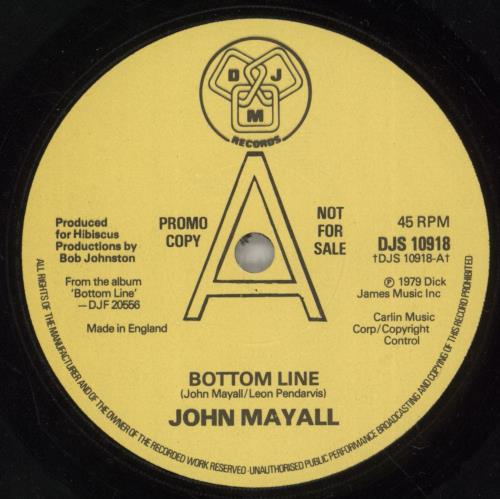 D J
M
RECORDS
A
Produced
for Hibiscus
Productions by
Bob Johnston
From the album
'Bottom Line'
—DJF 20556
Made in England
PROMO
COPY
NOT
FOR
SALE
45 RPM
DJS 10918
†DJS 10918-A†
℗ 1979 Dick
James Music Inc
Carlin Music
Corp/Copyright
Control
BOTTOM LINE
(John Mayall/Leon Pendarvis)
JOHN MAYALL
ALL RIGHTS OF THE MANUFACTURER AND OF THE OWNER OF THE RECORDED WORK RESERVED-UNAUTHORISED PUBLIC PERFORMANCE BROADCASTING AND COPYING OF THIS RECORD PROHIBITED